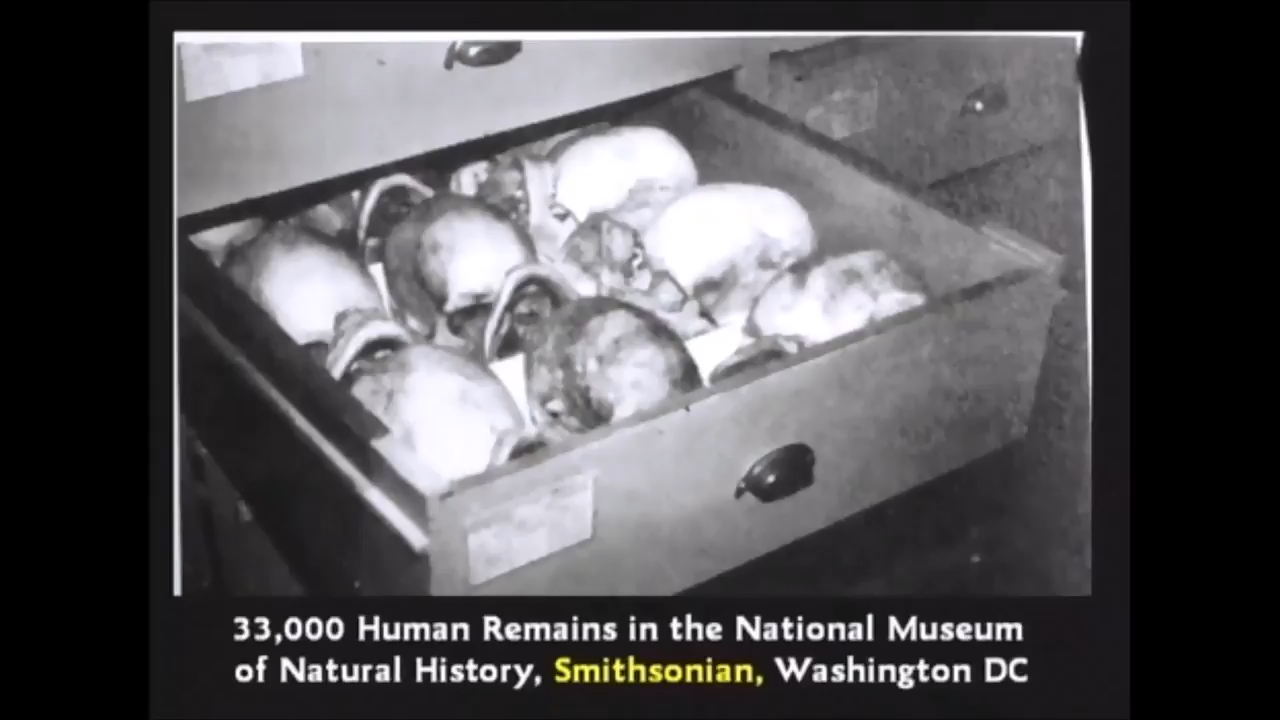 33,000 Human Remains in the National Museum
of Natural History, Smithsonian, Washington DC